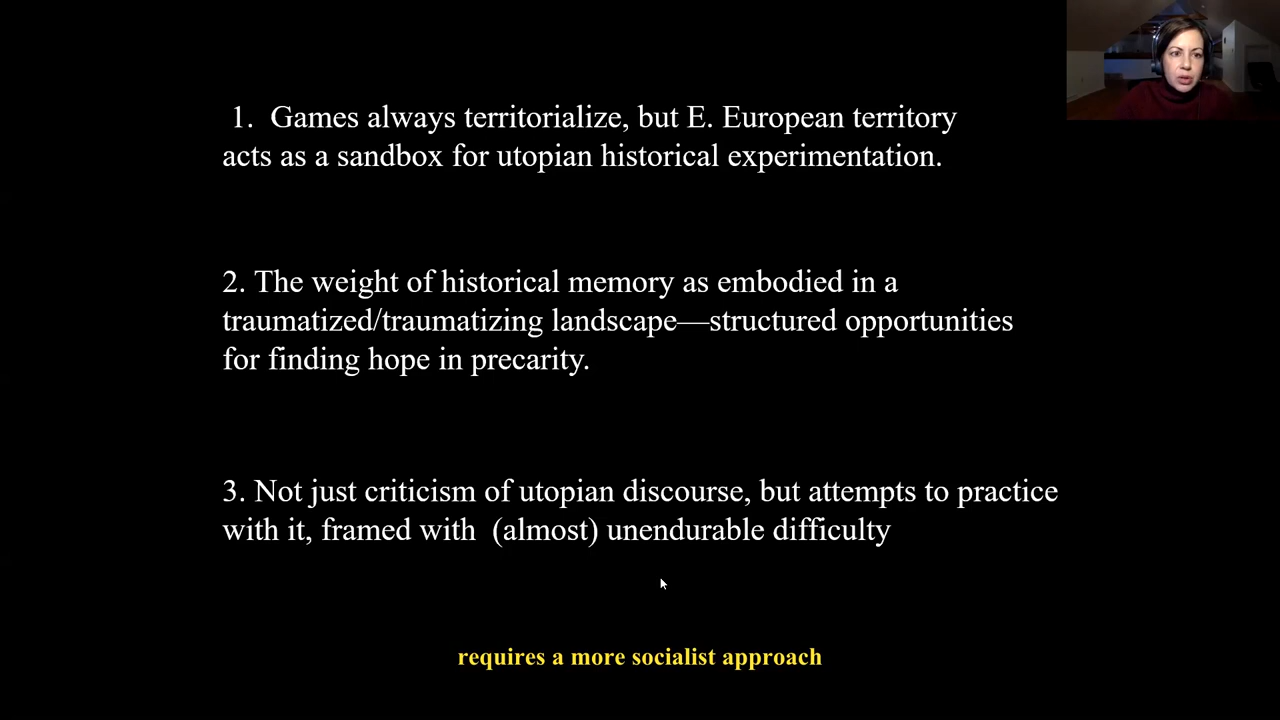 1. Games always territorialize, but E. European territory
acts as a sandbox for utopian historical experimentation.
2. The weight of historical memory as embodied in a
traumatized/traumatizing landscape—structured opportunities
for finding hope in precarity.
3. Not just criticism of utopian discourse, but attempts to practice
with it, framed with (almost) unendurable difficulty
requires a more socialist approach